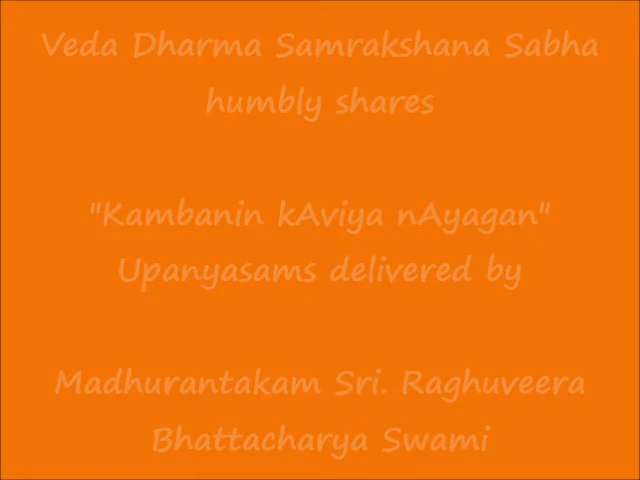 Veda Dharma Samrakshana Sabha
humbly shares
"Kambanin kAviya nAyagan"
Upanyasams delivered by
Madhurantakam Sri. Raghuveera
Bhattacharya Swami